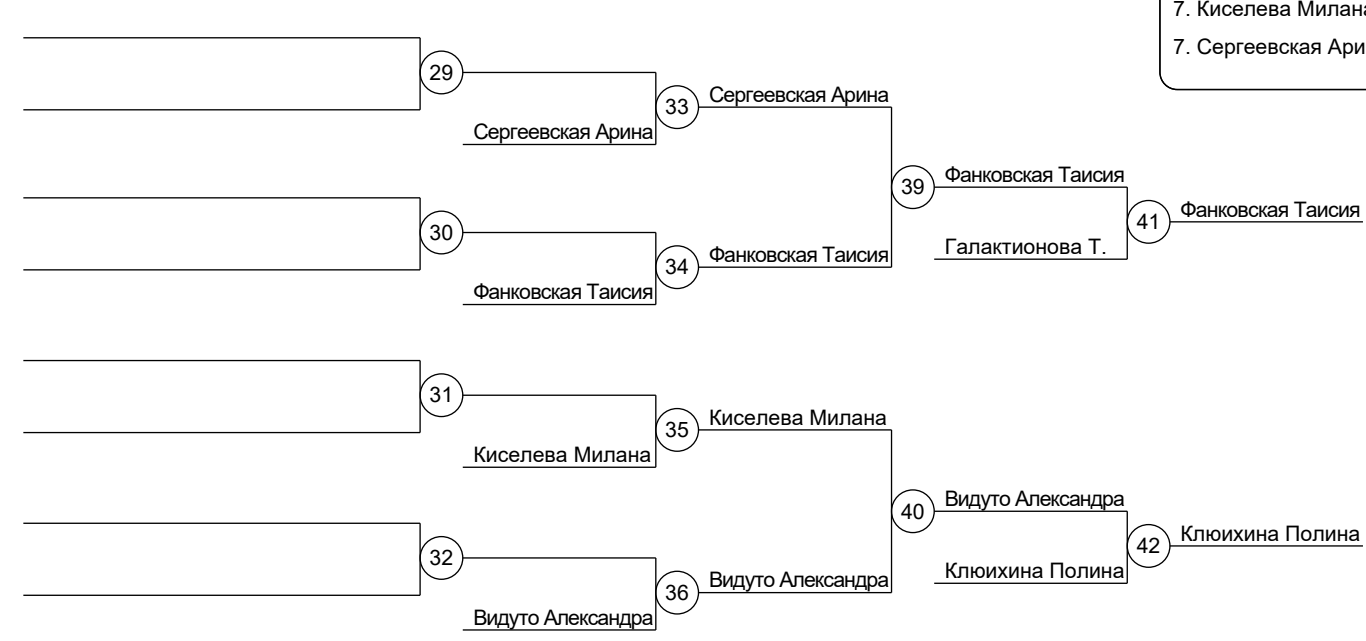 7. Киселева Милана
7. Сергеевская Ари
29
33
Сергеевская Арина
Сергеевская Арина
39
Фанковская Таисия
41
Фанковская Таисия
30
34
Фанковская Таисия
Галактионова Т.
Фанковская Таисия
31
35
Киселева Милана
Киселева Милана
40
Видуто Александра
42
Клюихина Полина
32
36
Видуто Александра
Клюихина Полина
Видуто Александра